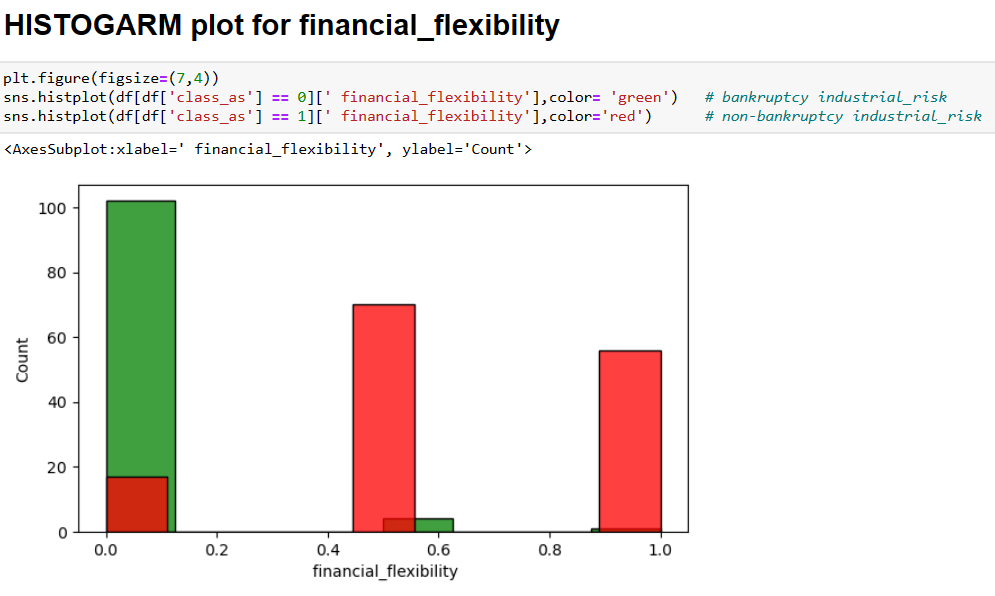 HISTOGARM plot for financial_flexibility
plt.figure(figsize=(7,4))
sns.histplot(df[df['class_as'] == 0][' financial_flexibility'],color= 'green')   # bankruptcy industrial_risk
sns.histplot(df[df['class_as'] == 1][' financial_flexibility'],color='red')      # non-bankruptcy industrial_risk
<AxesSubplot:xlabel=' financial_flexibility', ylabel='Count'>
100
80
60
40
20
0
Count
0.0 0.2 0.4 0.6 0.8 1.0
financial_flexibility